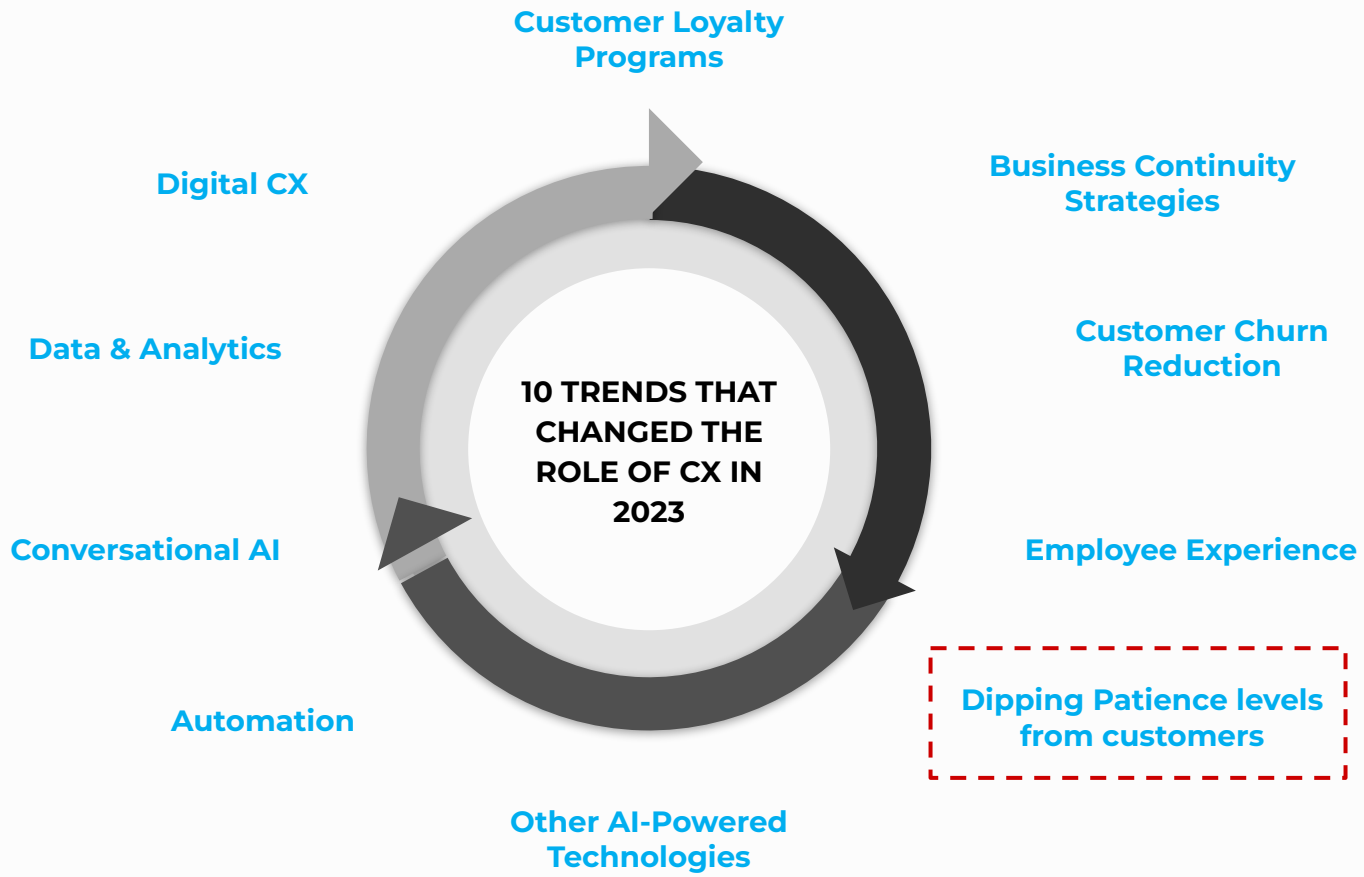 Customer Loyalty
Programs
Business Continuity
Strategies
Customer Churn
Reduction
Employee Experience
Dipping Patience levels
from customers
Other AI-Powered
Technologies
Automation
Conversational AI
Data & Analytics
Digital CX
10 TRENDS THAT
CHANGED THE
ROLE OF CX IN
2023